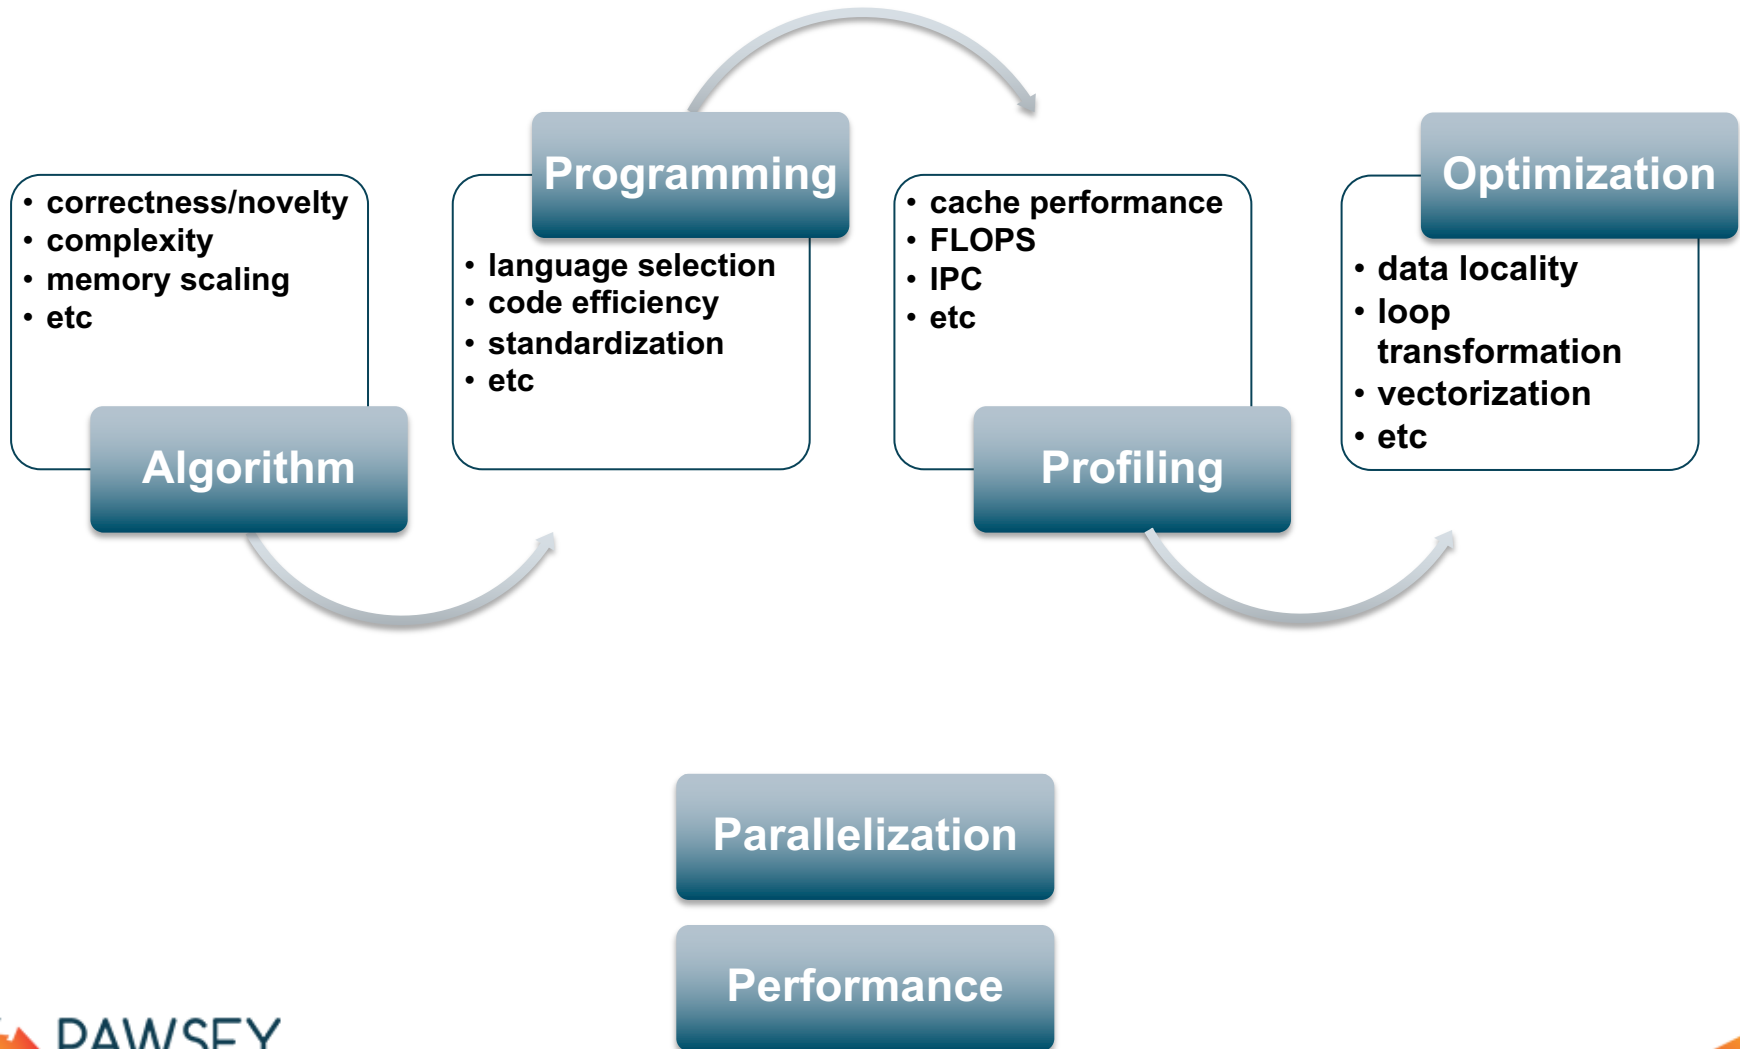 Algorithm
• correctness/novelty
• complexity
• memory scaling
• etc
Programming
• language selection
• code efficiency
• standardization
• etc
Profiling
• cache performance
• FLOPS
• IPC
• etc
Optimization
• data locality
• loop
transformation
• vectorization
• etc
Parallelization
Performance
PAWSEY